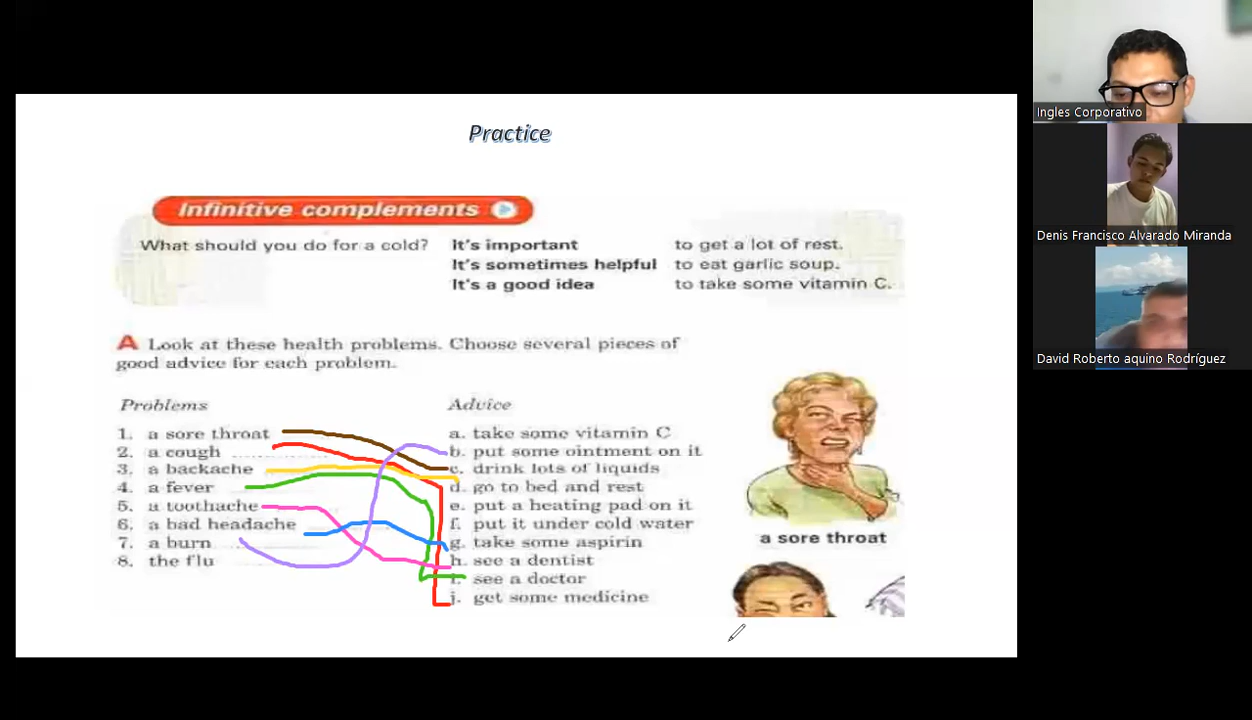 Practice
Infinitive complements
What should you do for a cold? It's important to get a lot of rest.
It's sometimes helpful to eat garlic soup.
It's a good idea to take some vitamin C.
A Look at these health problems. Choose several pieces of
good advice for each problem.
Problems Advice
1. a sore throat a. take some vitamin C
2. a cough b. put some ointment on it
3. a backache c. drink lots of liquids
4. a fever d. go to bed and rest
5. a toothache e. put a heating pad on it
6. a bad headache f. put it under cold water
7. a burn g. take some aspirin
8. the flu h. see a dentist
i. see a doctor
j. get some medicine
a sore throat
Ingles Corporativo
Denis Francisco Alvarado Miranda
David Roberto aquino Rodríguez